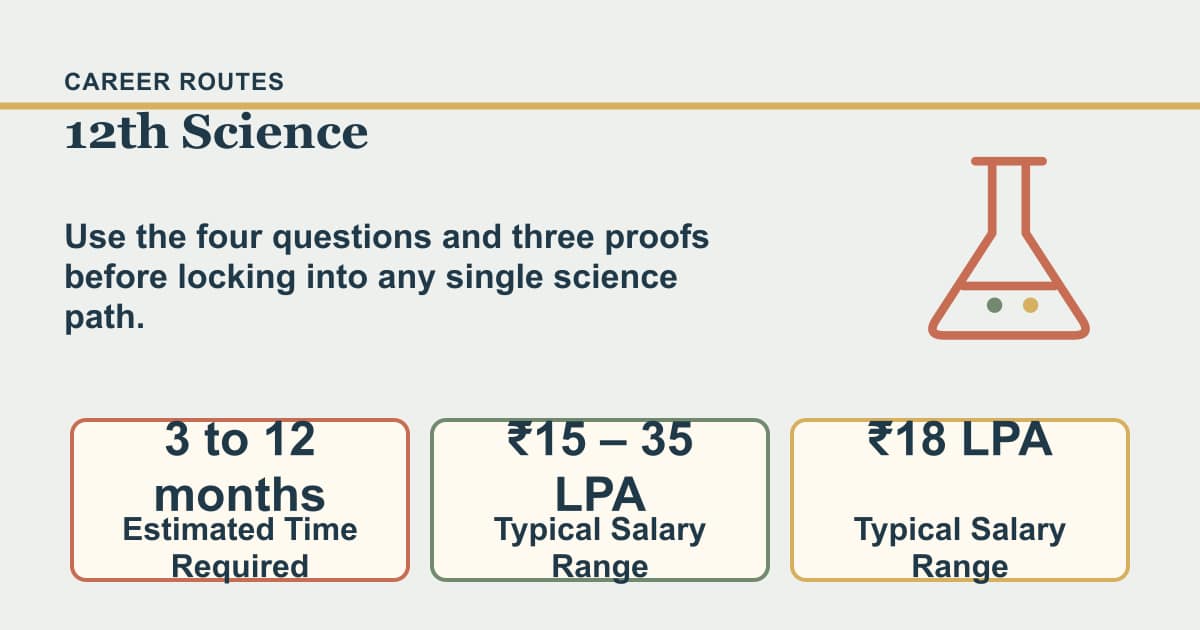 CAREER ROUTES
12th Science
Use the four questions and three proofs
before locking into any single science
path.
3 to 12
months
Estimated Time
Required
₹15 – 35
LPA
Typical Salary
Range
₹18 LPA
Typical Salary
Range